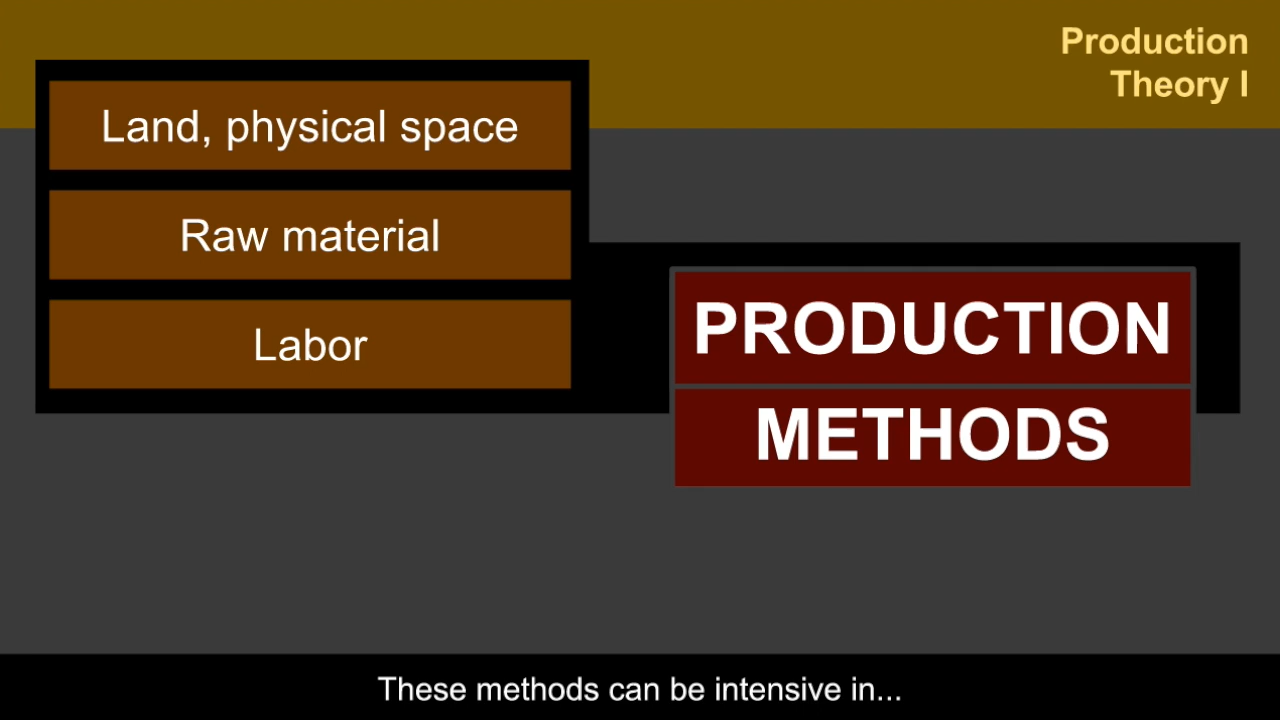 Production
Theory I
Land, physical space
Raw material
Labor
PRODUCTION
METHODS
These methods can be intensive in...